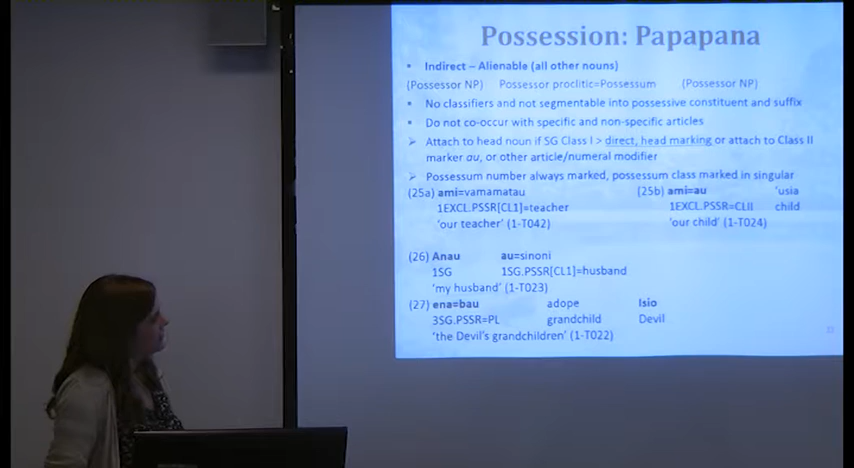 Possession: Papapana
▪ Indirect – Alienable (all other nouns)
(Possessor NP) Possessor proclitic=Possessum (Possessor NP)
▪ No classifiers and not segmentable into possessive constituent and suffix
▪ Do not co-occur with specific and non-specific articles
➢ Attach to head noun if SG Class I > direct, head marking or attach to Class II
marker au, or other article/numeral modifier
➢ Possessum number always marked, possessum class marked in singular
(25a) ami=vamamatau (25b) ami=au 'usia
1EXCL.PSSR[CL1]=teacher 1EXCL.PSSR=CLII child
'our teacher' (1-T042) 'our child' (1-T024)
(26) Anau au=sinoni
1SG 1SG.PSSR[CL1]=husband
'my husband' (1-T023)
(27) ena=bau adope Isio
3SG.PSSR=PL grandchild Devil
'the Devil's grandchildren' (1-T022)